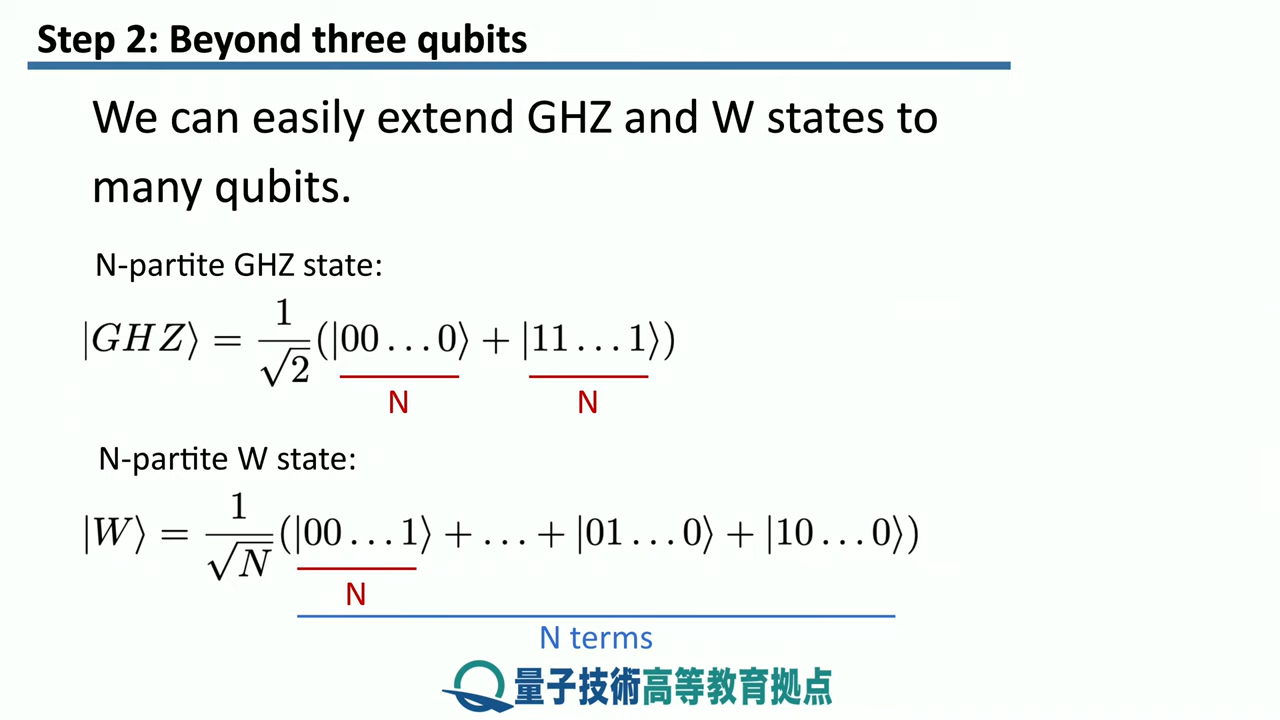 Step 2: Beyond three qubits
We can easily extend GHZ and W states to
many qubits.
N-partite GHZ state:
|GHZ⟩ = 1/√2 (|00...0⟩ + |11...1⟩)
N N
N-partite W state:
|W⟩ = 1/√N (|00...1⟩ + ... + |01...0⟩ + |10...0⟩)
N
N terms
量子技術高等教育拠点